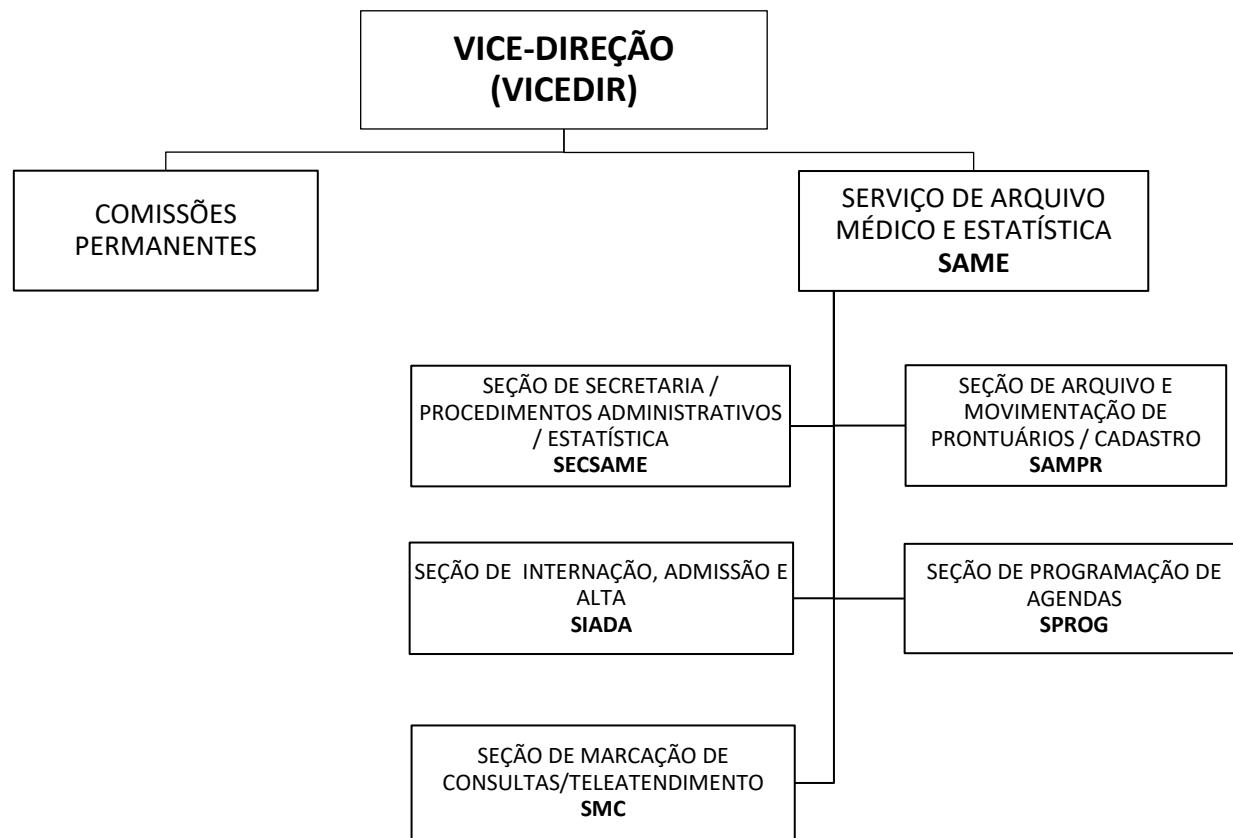 VICE-DIREÇÃO
(VICEDIR)
COMISSÕES
PERMANENTES
SERVIÇO DE ARQUIVO
MÉDICO E ESTATÍSTICA
SAME
SEÇÃO DE SECRETARIA /
PROCEDIMENTOS ADMINISTRATIVOS
/ ESTATÍSTICA
SECSAME
SEÇÃO DE ARQUIVO E
MOVIMENTAÇÃO DE
PRONTUÁRIOS / CADASTRO
SAMPR
SEÇÃO DE  INTERNAÇÃO, ADMISSÃO E
ALTA
SIADA
SEÇÃO DE PROGRAMAÇÃO DE
AGENDAS
SPROG
SEÇÃO DE MARCAÇÃO DE
CONSULTAS/TELEATENDIMENTO
SMC